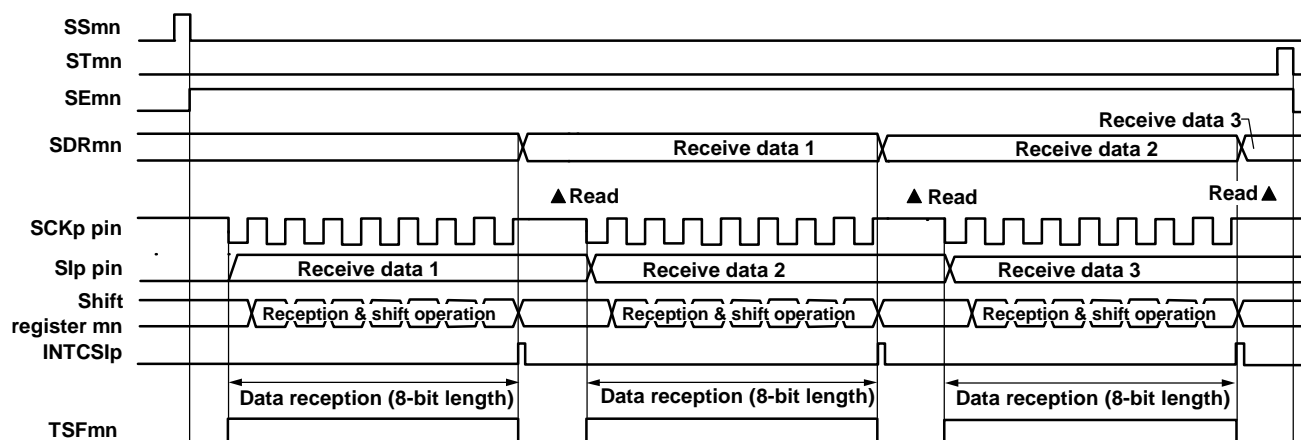 SSmn
STmn
SEmn
Receive data 3
SDRmn
Receive data 1
Receive data 2
▲ Read
▲ Read
Read ▲
SCKp pin
SIp pin
Receive data 1
Receive data 2
Receive data 3
Shift
register mn
Reception & shift operation
Reception & shift operation
Reception & shift operation
INTCSIp
Data reception (8-bit length)
Data reception (8-bit length)
Data reception (8-bit length)
TSFmn